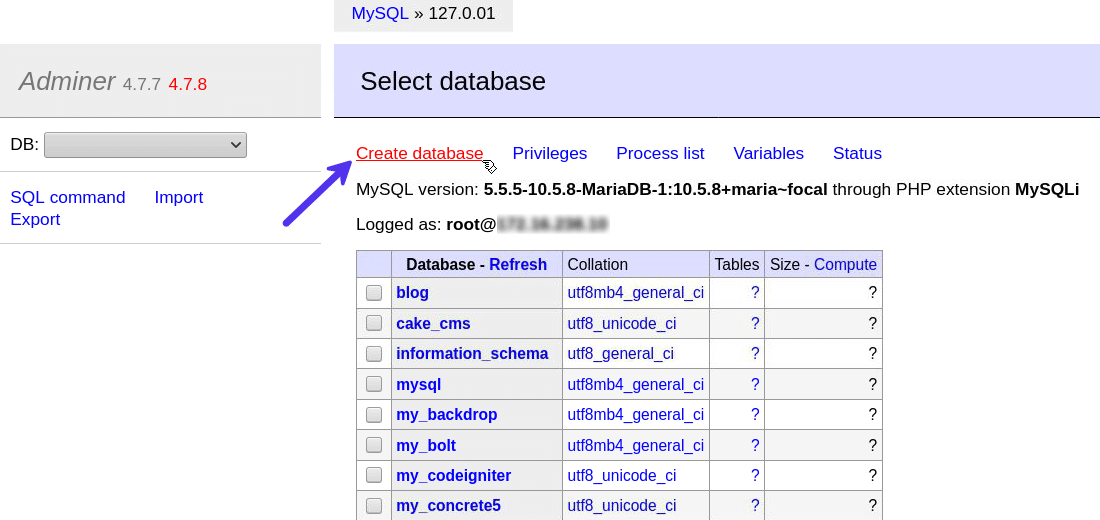 MySQL » 127.0.01
Adminer 4.7.7 4.7.8
Select database
DB:
SQL command Import
Export
Create database Privileges Process list Variables Status
MySQL version: 5.5.5-10.5.8-MariaDB-1:10.5.8+maria~focal through PHP extension MySQLi
Logged as: root@
Database - Refresh Collation Tables Size - Compute
blog utf8mb4_general_ci ? ?
cake_cms utf8_unicode_ci ? ?
information_schema utf8_general_ci ? ?
mysql utf8mb4_general_ci ? ?
my_backdrop utf8mb4_general_ci ? ?
my_bolt utf8mb4_general_ci ? ?
my_codeigniter utf8_unicode_ci ? ?
my_concrete5 utf8_unicode_ci ? ?